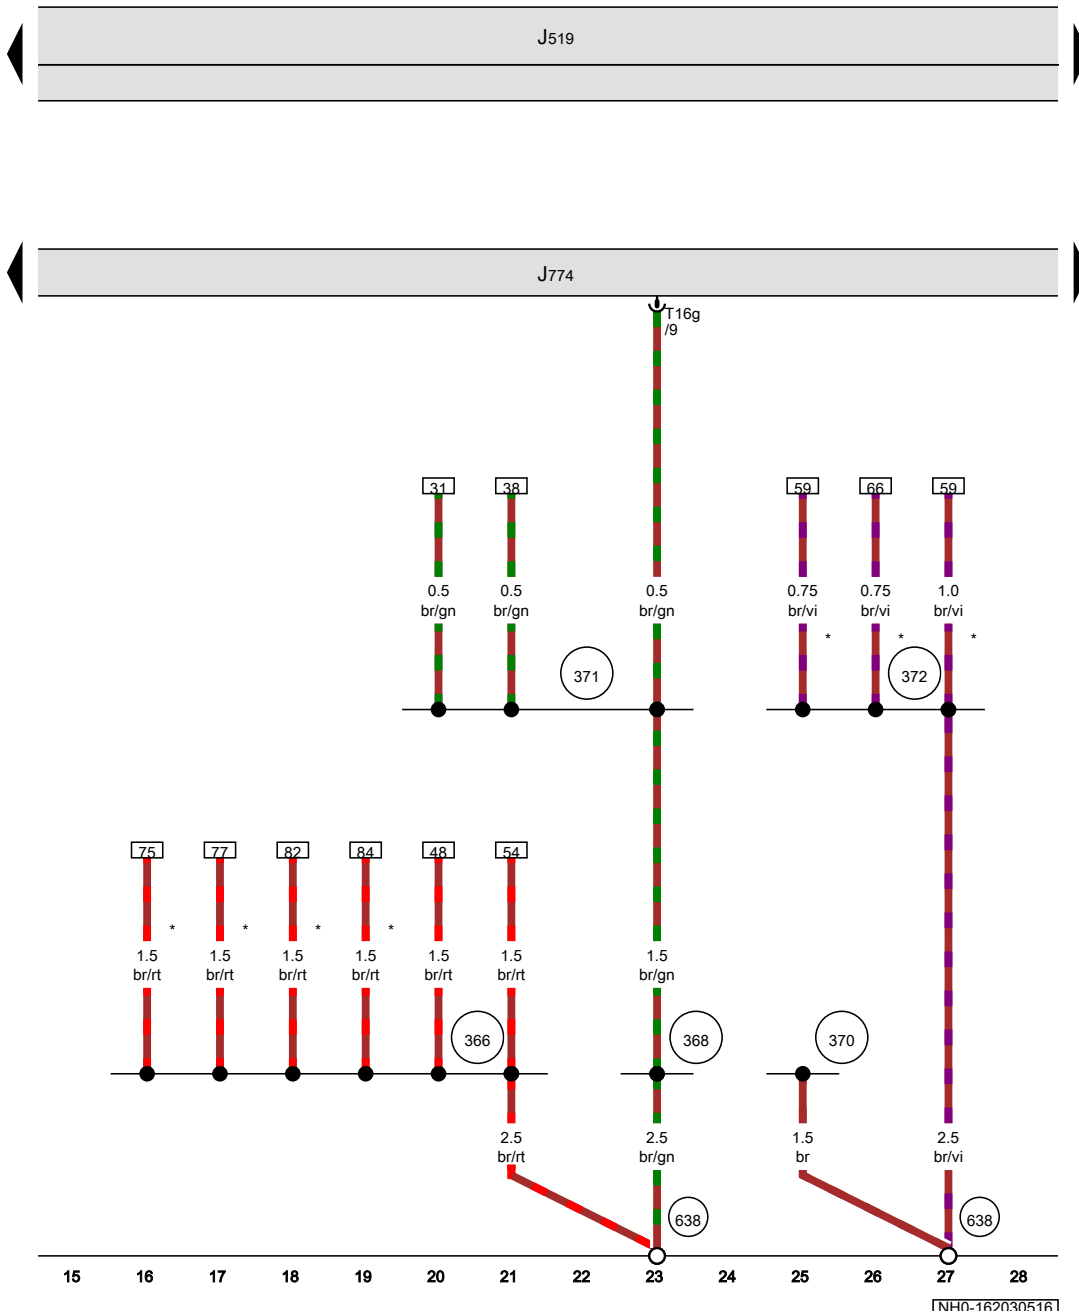 J519
J774
T16g
/9
31 38 59 66 59
0.5 0.5 0.5 0.75 0.75 1.0
br/gn br/gn br/gn br/vi br/vi br/vi
* * *
371 372
75 77 82 84 48 54
* * * *
1.5 1.5 1.5 1.5 1.5 1.5 1.5
br/rt br/rt br/rt br/rt br/rt br/rt br/gn
366 368 370
2.5 2.5 1.5 2.5
br/rt br/gn br br/vi
638 638
15 16 17 18 19 20 21 22 23 24 25 26 27 28
NH0-162030516